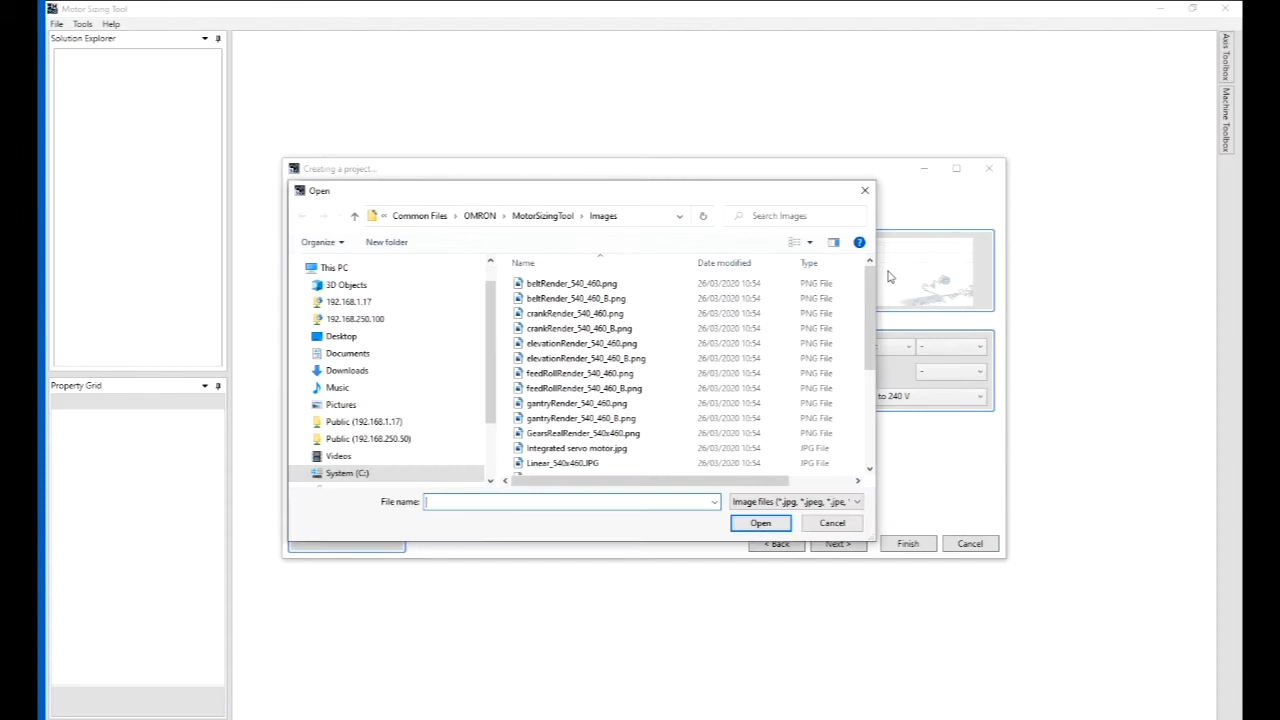 Motor Sizing Tool
File Tools Help
Solution Explorer
Property Grid
Axis Toolbox
Machine Toolbox
Creating a project...
Open
« Common Files > OMRON > MotorSizingTool > Images
Search Images
Organize New folder
This PC
3D Objects
192.168.1.17
192.168.250.100
Desktop
Documents
Downloads
Music
Pictures
Public (192.168.1.17)
Public (192.168.250.50)
Videos
System (C:)
Name Date modified Type
beltRender_540_460.png 26/03/2020 10:54 PNG File
beltRender_540_460_B.png 26/03/2020 10:54 PNG File
crankRender_540_460.png 26/03/2020 10:54 PNG File
crankRender_540_460_B.png 26/03/2020 10:54 PNG File
elevationRender_540_460.png 26/03/2020 10:54 PNG File
elevationRender_540_460_B.png 26/03/2020 10:54 PNG File
feedRollRender_540_460.png 26/03/2020 10:54 PNG File
feedRollRender_540_460_B.png 26/03/2020 10:54 PNG File
gantryRender_540_460.png 26/03/2020 10:54 PNG File
gantryRender_540_460_B.png 26/03/2020 10:54 PNG File
GearsRealRender_540x460.png 26/03/2020 10:54 PNG File
Integrated servo motor.jpg 26/03/2020 10:54 JPG File
Linear_540x460.JPG 26/03/2020 10:54 JPG File
to 240 V
File name: Image files (*.jpg, *.jpeg, *.jpe, *
Open Cancel
< Back Next > Finish Cancel